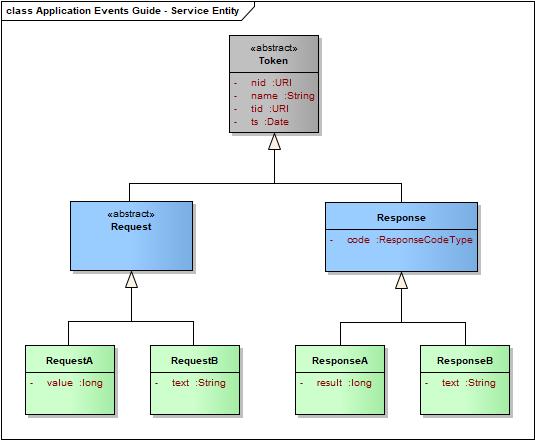 class Application Events Guide - Service Entity
«abstract»
Token
- nid :URI
- name :String
- tid :URI
- ts :Date
«abstract»
Request
Response
- code :ResponseCodeType
RequestA
- value :long
RequestB
- text :String
ResponseA
- result :long
ResponseB
- text :String